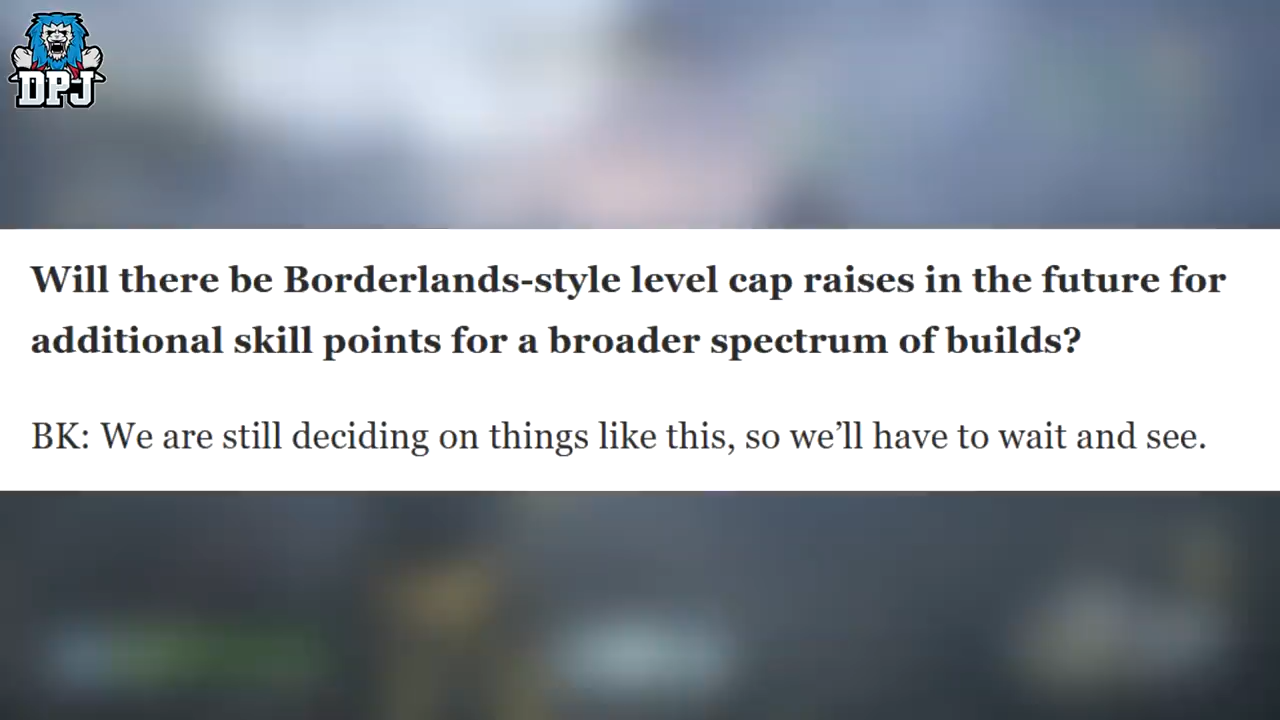 DPJ
Will there be Borderlands-style level cap raises in the future for
additional skill points for a broader spectrum of builds?
BK: We are still deciding on things like this, so we’ll have to wait and see.